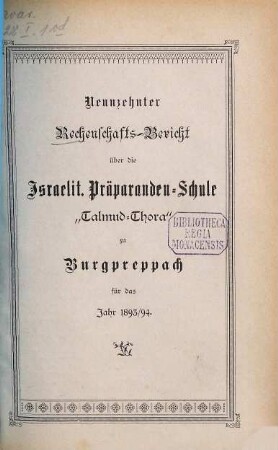 Neunzehnter
Rechenschafts-Bericht
über die
Israelit. Präparanden-Schule
„Talmud-Thora“
zu
Burgpreppach
für das
Jahr 1893/94.
BIBLIOTHECA
REGIA
MONACENSIS